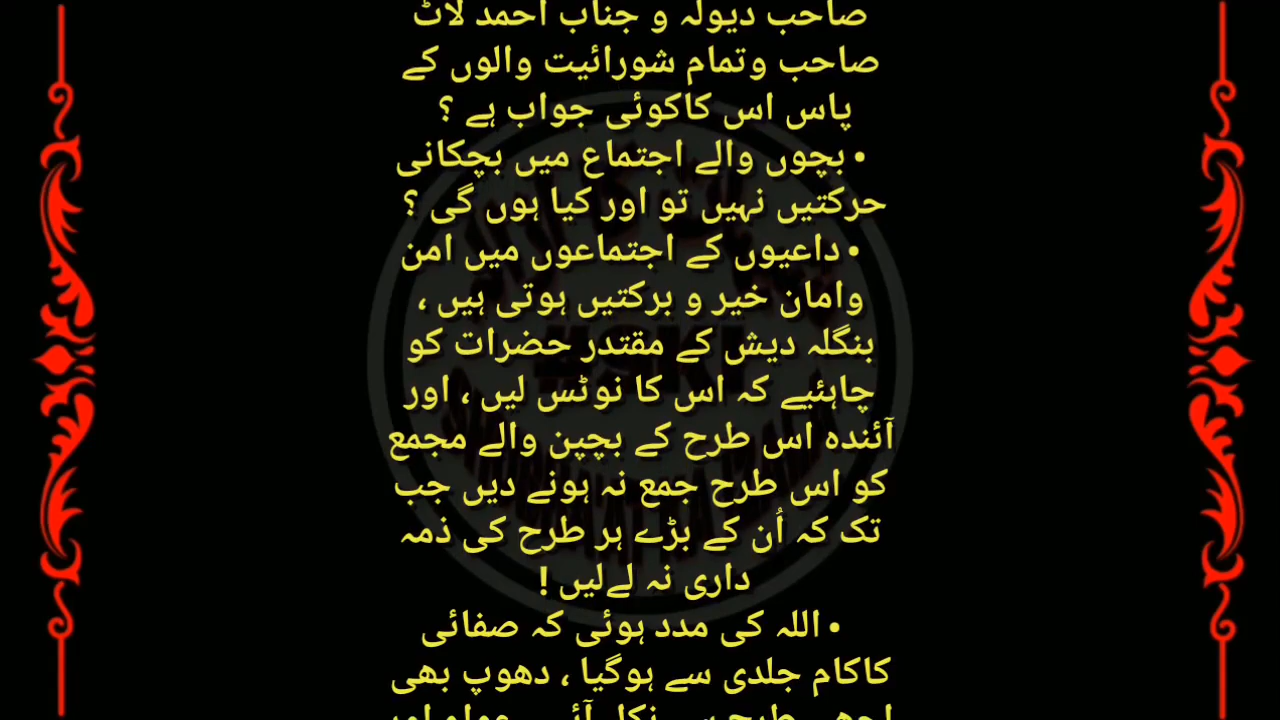 صاحب دیولہ و جناب احمد لاٹ
صاحب وتمام شورائیت والوں کے
پاس اس کاکوئی جواب ہے ؟
• بچوں والے اجتماع میں بچکانی
حرکتیں نہیں تو اور کیا ہوں گی ؟
• داعیوں کے اجتماعوں میں امن
وامان خیر و برکتیں ہوتی ہیں ،
بنگلہ دیش کے مقتدر حضرات کو
چاہئیے کہ اس کا نوٹس لیں ، اور
آئندہ اس طرح کے بچپن والے مجمع
کو اس طرح جمع نہ ہونے دیں جب
تک کہ اُن کے بڑے ہر طرح کی ذمہ
داری نہ لےلیں !
• اللہ کی مدد ہوئی کہ صفائی
کاکام جلدی سے ہوگیا ، دھوپ بھی